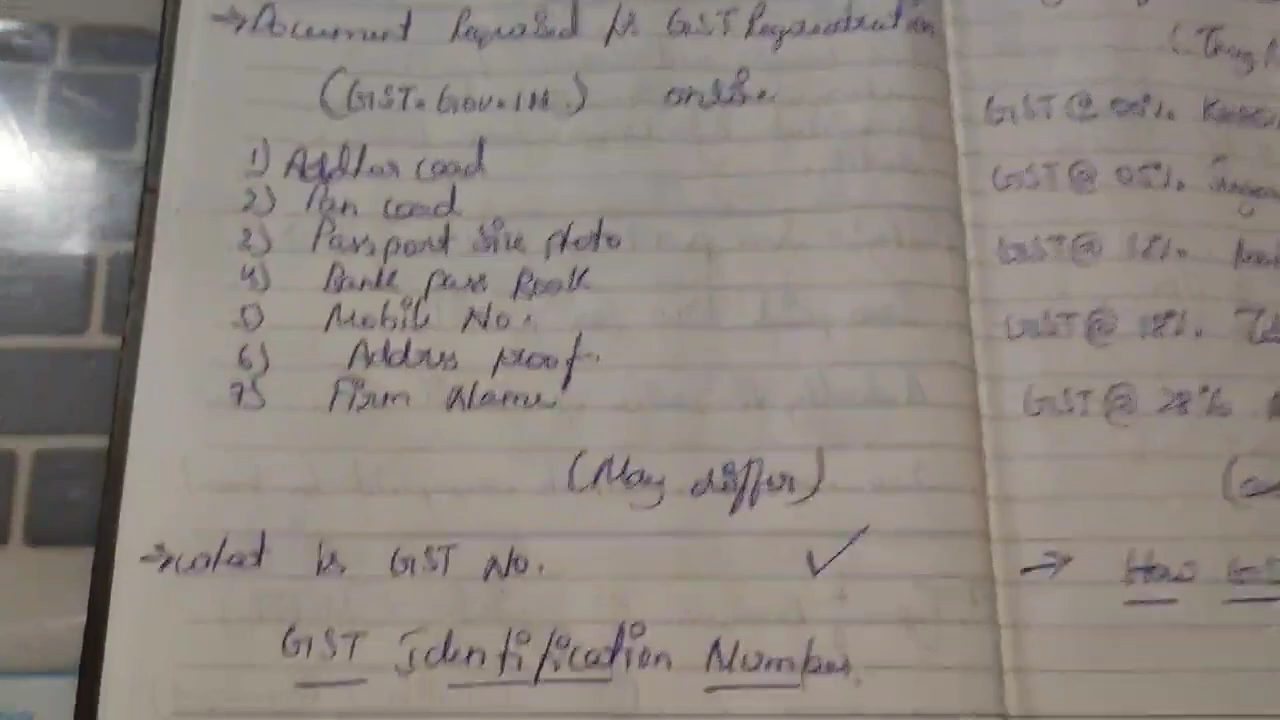 → Document Required for GST Registration
(GST.Gov.IN.) online.
1) Adhar card
2) Pan card
3) Passport Size photo
4) Bank pass Book
5) Mobile No.
6) Address proof.
7) Firm Name
(May differ)
→ what is GST No. ✓
GST Identification Number
GST @ 00%
GST @ 05%.
GST @ 12%.
GST @ 18%.
GST @ 28%
→ How